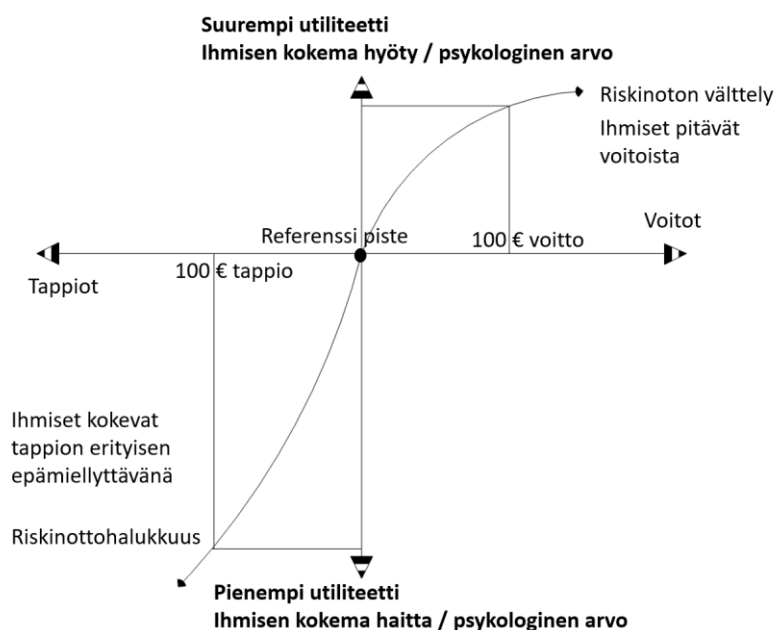 Suurempi utiliteetti
Ihmisen kokema hyöty / psykologinen arvo
Riskinoton välttely
Ihmiset pitävät
voitoista
Voitot
Referenssi piste
100 € voitto
100 € tappio
Tappiot
Ihmiset kokevat
tappion erityisen
epämiellyttävänä
Riskinottohalukkuus
Pienempi utiliteetti
Ihmisen kokema haitta / psykologinen arvo